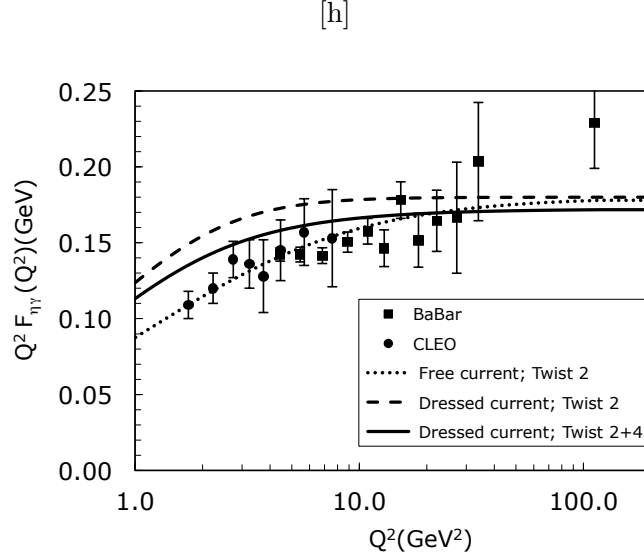 [h]
0.25
0.20
0.15
0.10
0.05
0.00
1.0 10.0 100.0
Q²(GeV²)
Q² F_ηγ (Q²)(GeV)
BaBar
CLEO
Free current; Twist 2
Dressed current; Twist 2
Dressed current; Twist 2+4